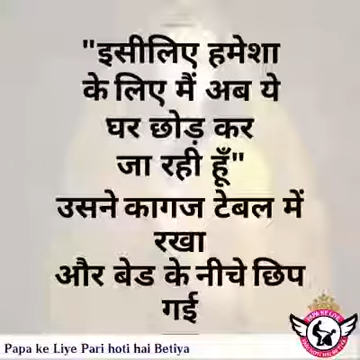 "इसीलिए हमेशा
के लिए मैं अब ये
घर छोड़ कर
जा रही हूँ"
उसने कागज टेबल में
रखा
और बेड के नीचे छिप
गई
Papa ke Liye Pari hoti hai Betiya